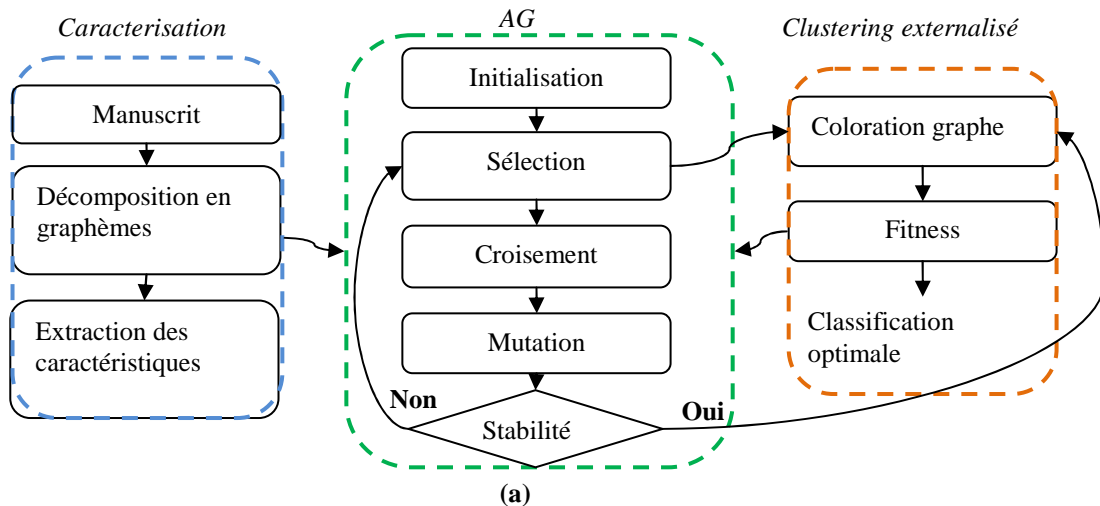 Caracterisation
Manuscrit
Décomposition en
graphèmes
Extraction des
caractéristiques
AG
Initialisation
Sélection
Croisement
Mutation
Stabilité
Non
Oui
Clustering externalisé
Coloration graphe
Fitness
Classification
optimale
(a)